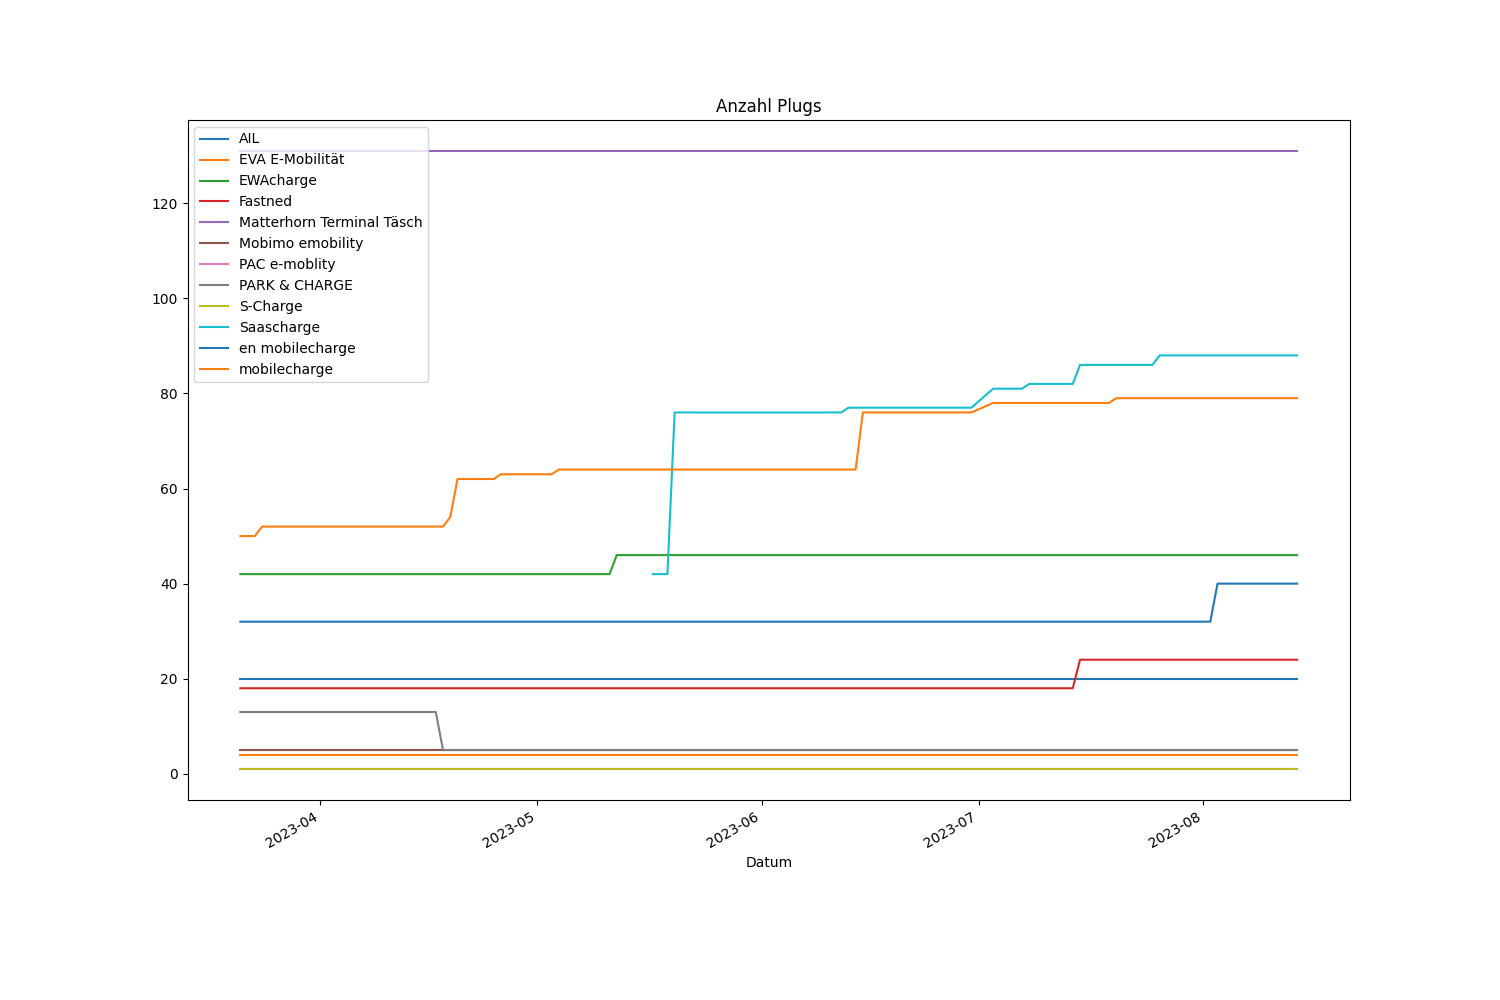 Anzahl Plugs
AIL
EVA E-Mobilität
EWAcharge
Fastned
Matterhorn Terminal Täsch
Mobimo emobility
PAC e-moblity
PARK & CHARGE
S-Charge
Saascharge
en mobilecharge
mobilecharge
120
100
80
60
40
20
0
2023-04
2023-05
2023-06
2023-07
2023-08
Datum